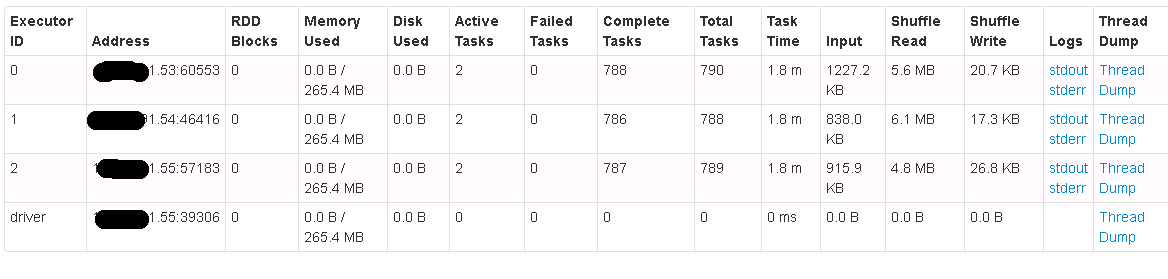 Executor ID Address RDD Blocks Memory Used Disk Used Active Tasks Failed Tasks Complete Tasks Total Tasks Task Time Input Shuffle Read Shuffle Write Logs Thread Dump
0 1.53:60553 0 0.0 B / 265.4 MB 0.0 B 2 0 788 790 1.8 m 1227.2 KB 5.6 MB 20.7 KB stdout stderr Thread Dump
1 1.54:46416 0 0.0 B / 265.4 MB 0.0 B 2 0 786 788 1.8 m 838.0 KB 6.1 MB 17.3 KB stdout stderr Thread Dump
2 1.55:57183 0 0.0 B / 265.4 MB 0.0 B 2 0 787 789 1.8 m 915.9 KB 4.8 MB 26.8 KB stdout stderr Thread Dump
driver 1.55:39306 0 0.0 B / 265.4 MB 0.0 B 0 0 0 0 0 ms 0.0 B 0.0 B 0.0 B Thread Dump